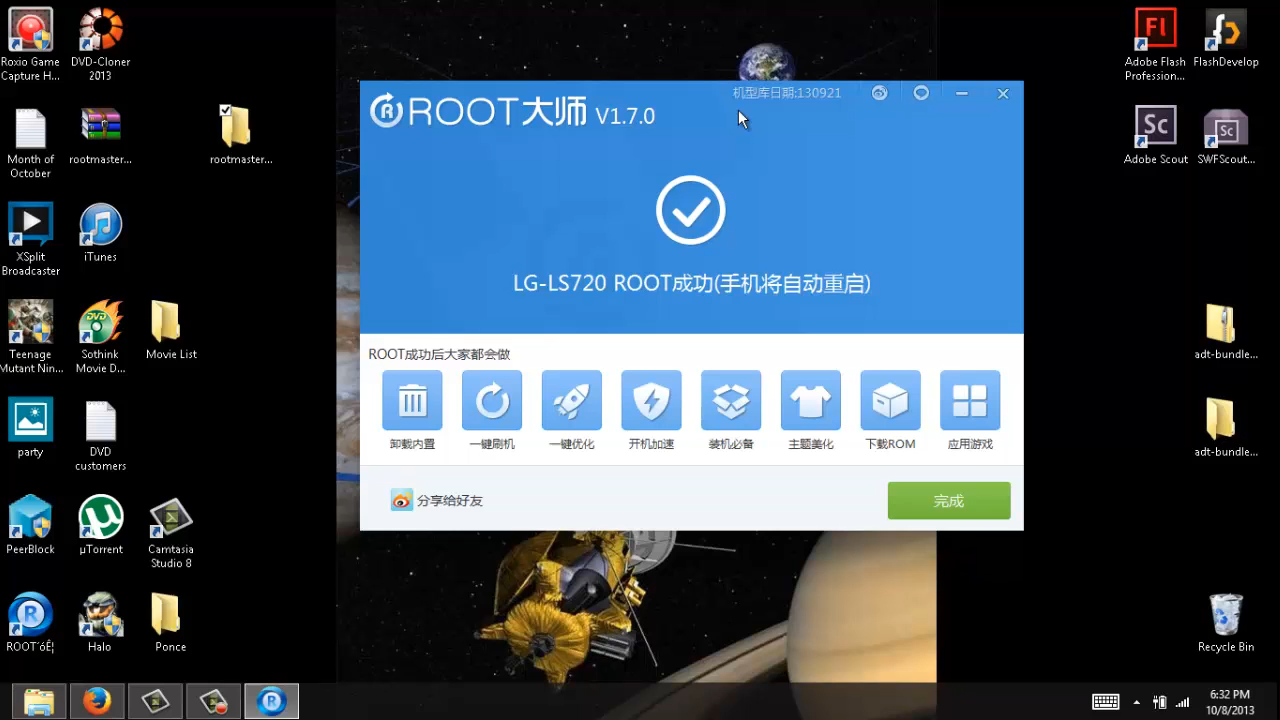 Roxio Game
Capture H...
DVD-Cloner
2013
Month of
October
rootmaster...
rootmaster...
XSplit
Broadcaster
iTunes
Teenage
Mutant Nin...
Sothink
Movie D...
Movie List
party
DVD
customers
PeerBlock
µTorrent
Camtasia
Studio 8
ROOT´óÊ¦
Halo
Ponce
机型库日期:130921
ROOT大师 V1.7.0
LG-LS720 ROOT成功(手机将自动重启)
ROOT成功后大家都会做
卸载内置
一键刷机
一键优化
开机加速
装机必备
主题美化
下载ROM
应用游戏
分享给好友
完成
Adobe Flash
Profession...
FlashDevelop
Adobe Scout
SWFScout...
adt-bundle...
adt-bundle...
Recycle Bin
6:32 PM
10/8/2013